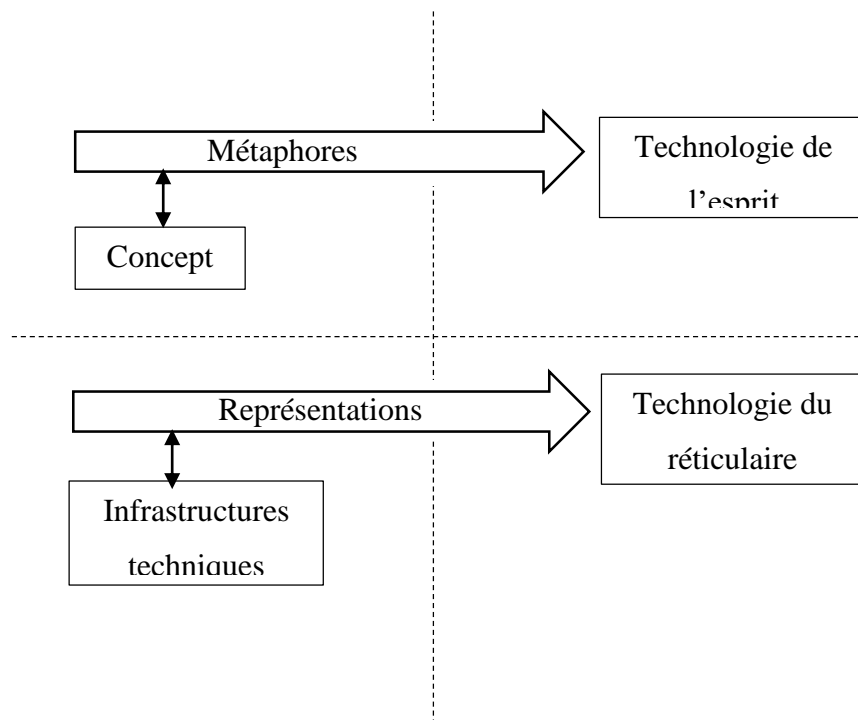 Métaphores
Technologie de
l’esprit
Concept
Représentations
Technologie du
réticulaire
Infrastructures
techniques